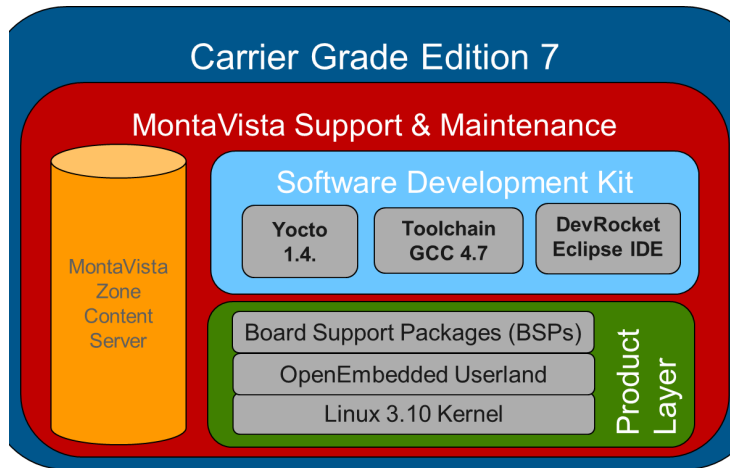 Carrier Grade Edition 7
MontaVista Support & Maintenance
MontaVista
Zone
Content
Server
Software Development Kit
Yocto
1.4.
Toolchain
GCC 4.7
DevRocket
Eclipse IDE
Board Support Packages (BSPs)
OpenEmbedded Userland
Linux 3.10 Kernel
Product
Layer